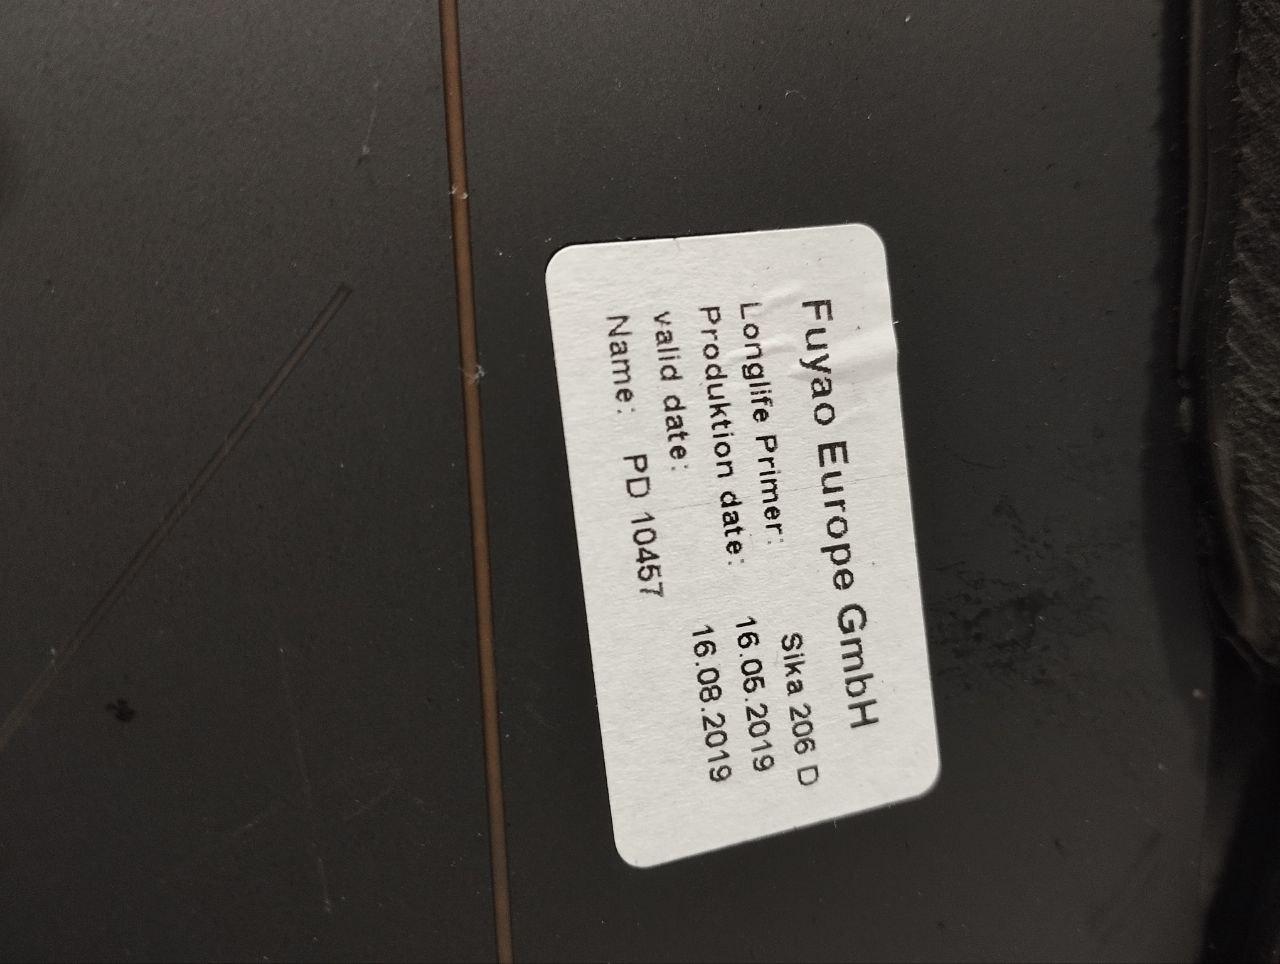 Fuyao Europe GmbH
Longlife Primer: Sika 206 D
Produktion date: 16.05.2019
valid date: 16.08.2019
Name: PD 10457